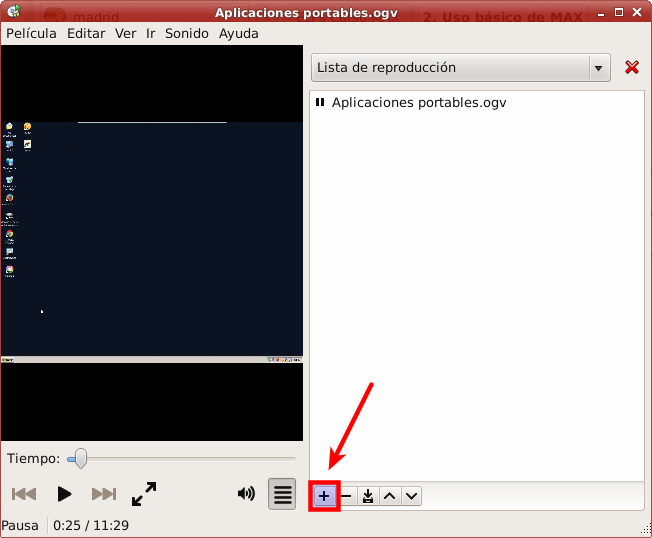 madrid
Aplicaciones portables.ogv
2. Uso básico de MAX
Película Editar Ver Ir Sonido Ayuda
Lista de reproducción
Aplicaciones portables.ogv
Tiempo:
Pausa 0:25 / 11:29